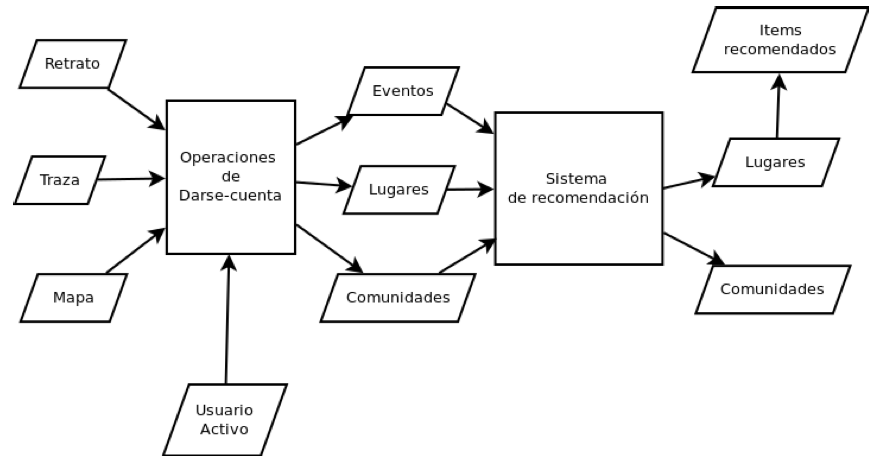 Retrato
Traza
Mapa
Operaciones
de
Darse-cuenta
Usuario
Activo
Eventos
Lugares
Comunidades
Sistema
de recomendación
Items
recomendados
Lugares
Comunidades